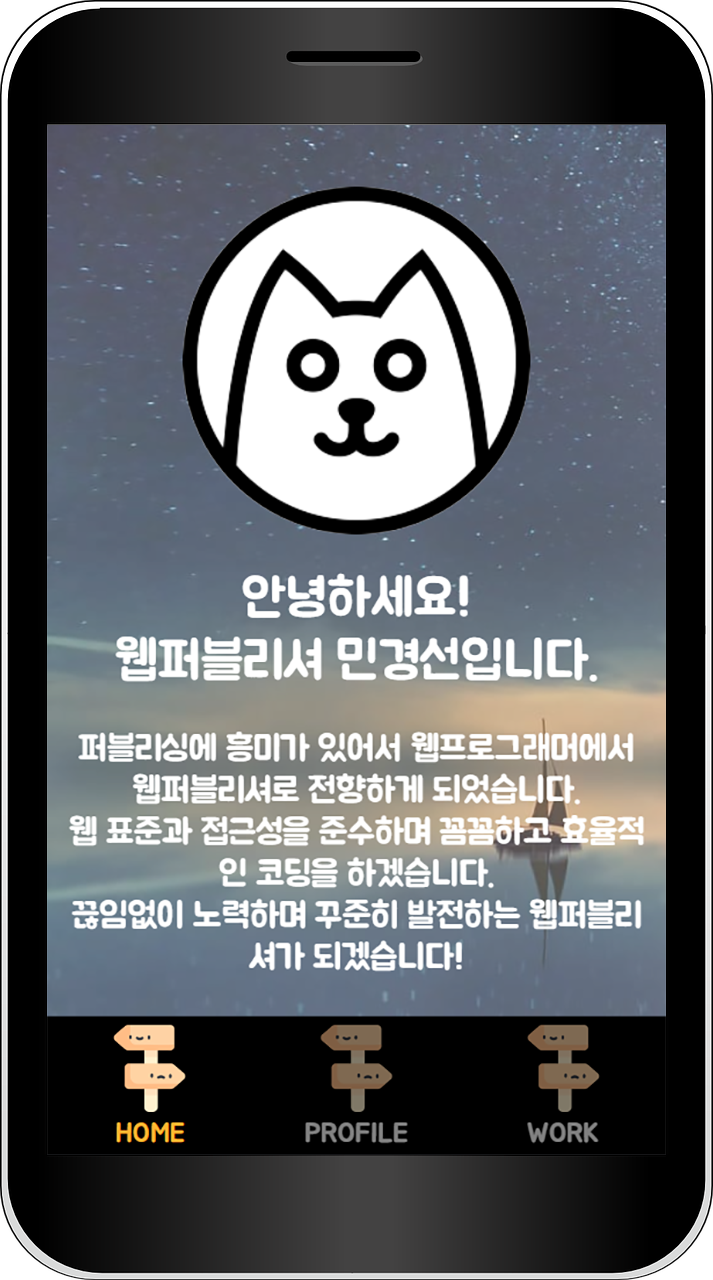 안녕하세요!
웹퍼블리셔 민경선입니다.
퍼블리싱에 흥미가 있어서 웹프로그래머에서
웹퍼블리셔로 전향하게 되었습니다.
웹 표준과 접근성을 준수하며 꼼꼼하고 효율적
인 코딩을 하겠습니다.
끊임없이 노력하며 꾸준히 발전하는 웹퍼블리
셔가 되겠습니다!
HOME PROFILE WORK